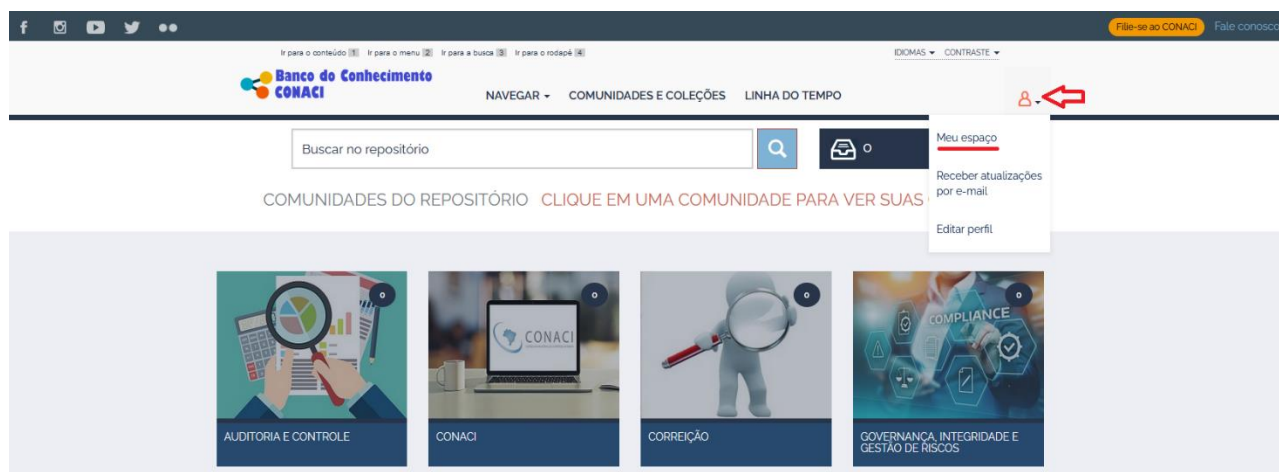 Filie-se ao CONACI Fale conosco
Ir para o conteúdo 1 Ir para o menu 2 Ir para a busca 3 Ir para o rodapé 4 IDIOMAS CONTRASTE
Banco do Conhecimento
CONACI
NAVEGAR COMUNIDADES E COLEÇÕES LINHA DO TEMPO
Meu espaço
Buscar no repositório 0
Receber atualizações
por e-mail
COMUNIDADES DO REPOSITÓRIO CLIQUE EM UMA COMUNIDADE PARA VER SUAS
Editar perfil
0 0 0 0
CONACI
COMPLIANCE
AUDITORIA E CONTROLE CONACI CORREIÇÃO GOVERNANÇA, INTEGRIDADE E
GESTÃO DE RISCOS